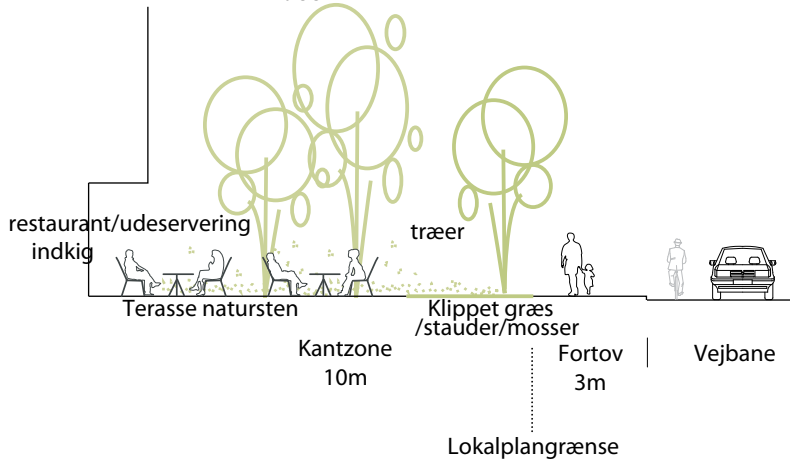 restaurant/udeservering
indkig
træer
Terasse natursten
Klippet græs
/stauder/mosser
Kantzone
10m
Fortov
3m
Vejbane
Lokalplangrænse